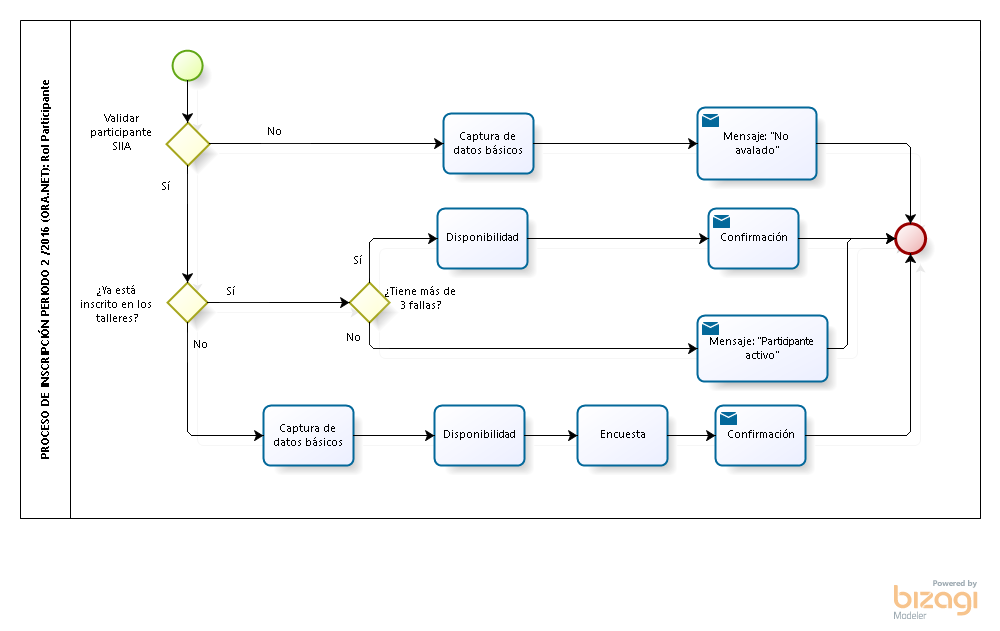 PROCESO DE INSCRIPCIÓN PERIODO 2 /2016 (ORA.NET): Rol Participante
Validar
participante
SIIA
No
Captura de
datos básicos
Mensaje: "No
avalado"
Sí
Disponibilidad
Confirmación
Sí
¿Ya está
inscrito en los
talleres?
Sí
¿Tiene más de
3 fallas?
No
No
Mensaje: "Participante
activo"
Captura de
datos básicos
Disponibilidad
Encuesta
Confirmación
Powered by
bizagi
Modeler